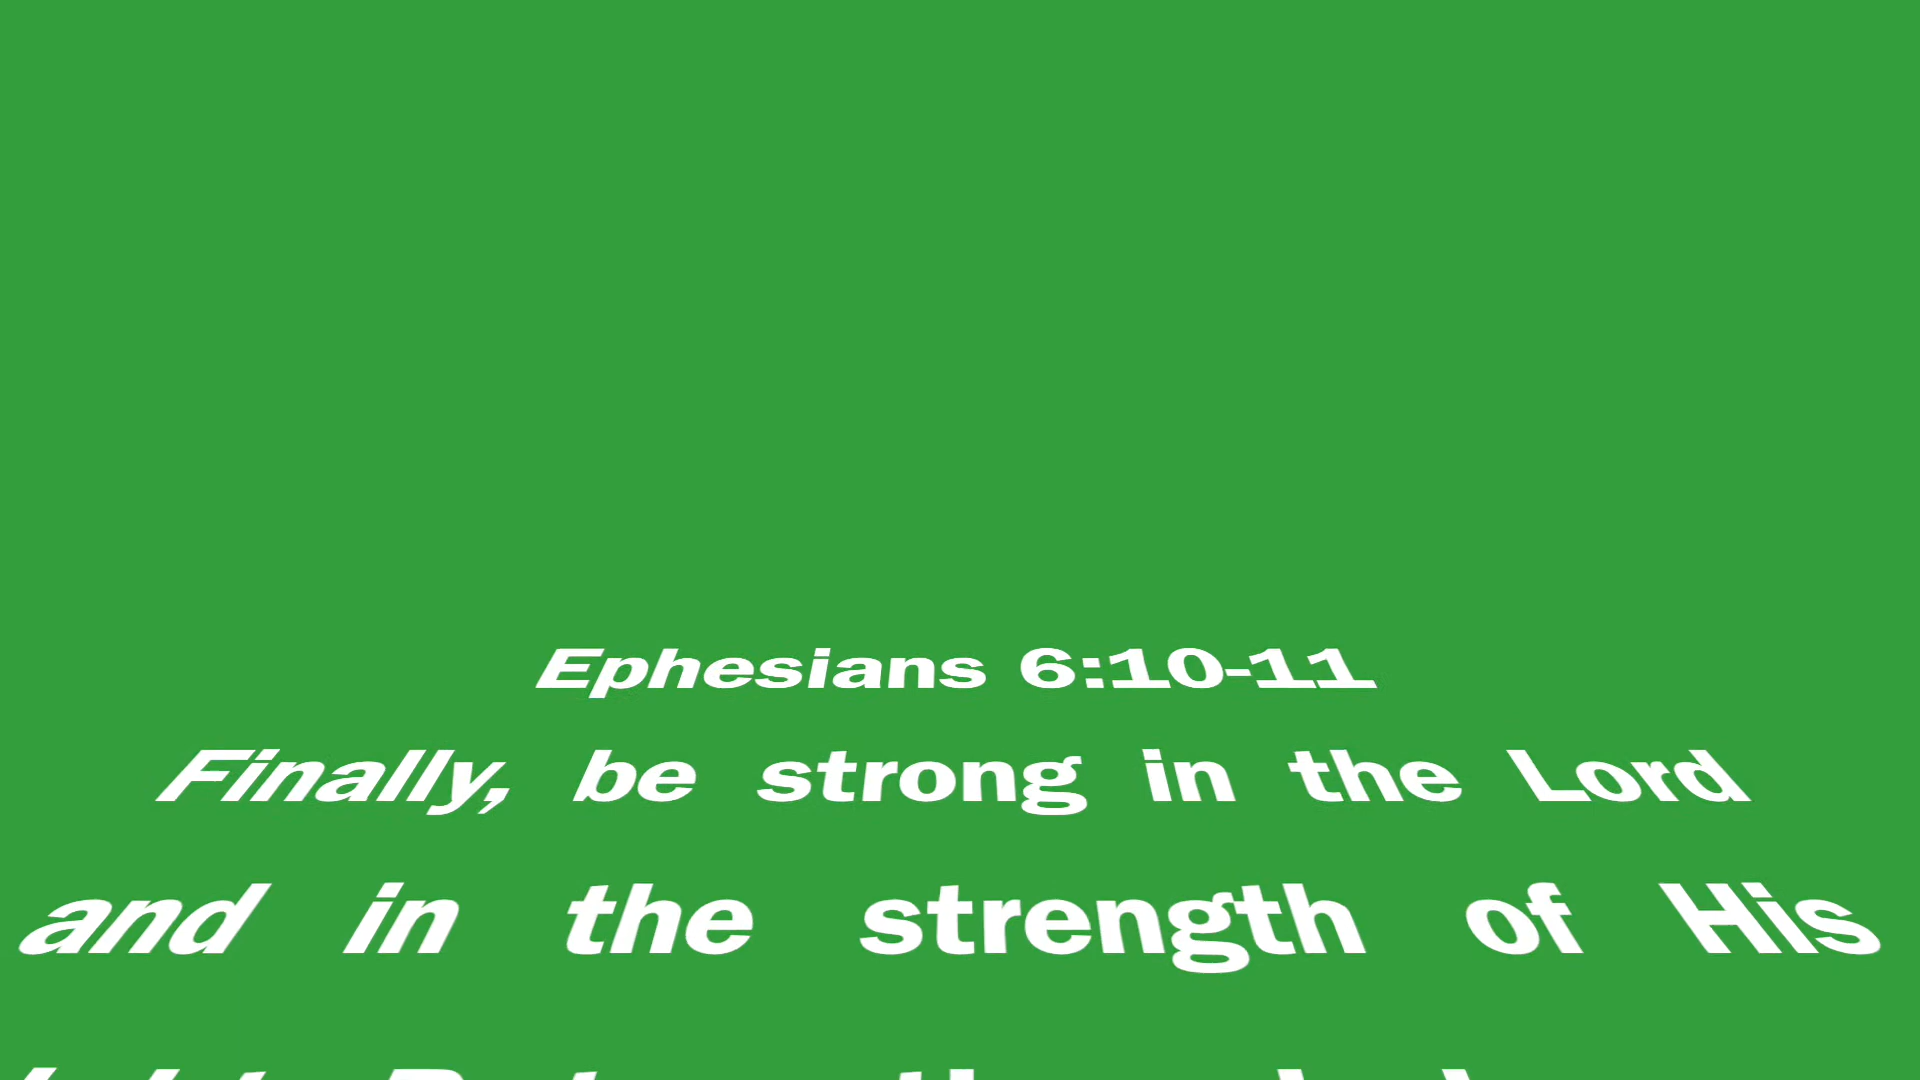 Ephesians 6:10-11
Finally, be strong in the Lord
and in the strength of His